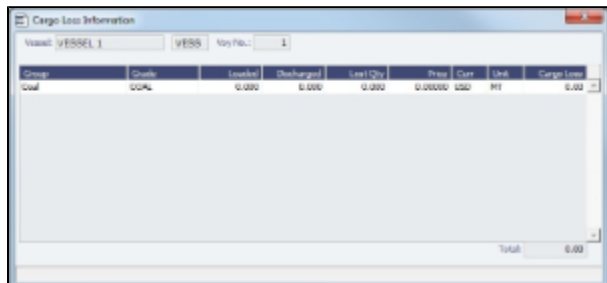 Cargo Loss Information
Vessel: VESSEL 1 VESS Voy No.: 1
Group Grade Loaded Discharged Lost Qty Price Curr Unit Cargo Loss
Coal COAL 0.000 0.000 0.000 0.00000 USD MT 0.00
Total: 0.00